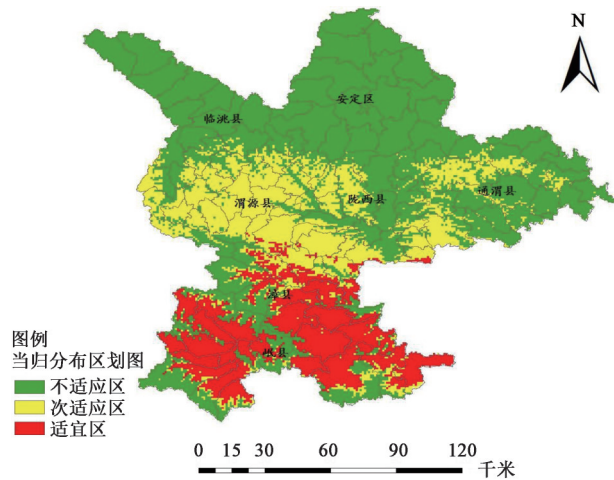 N
安定区
临洮县
通渭县
陇西县
渭源县
漳县
岷县
图例
当归分布区划图
不适应区
次适应区
适宜区
0 15 30 60 90 120
千米